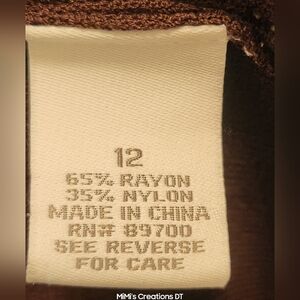 12
65% RAYON
35% NYLON
MADE IN CHINA
RN# 89700
SEE REVERSE
FOR CARE
MiMi's Creations DT